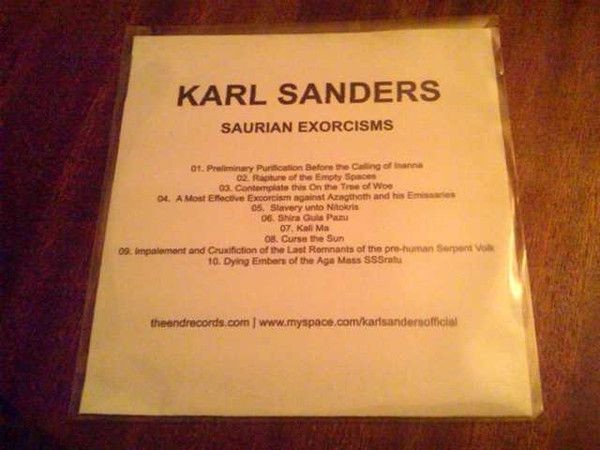 KARL SANDERS
SAURIAN EXORCISMS
01. Preliminary Purification Before the Calling of Inanna
02. Rapture of the Empty Spaces
03. Contemplate this On the Tree of Woe
04. A Most Effective Exorcism against Azagthoth and his Emissaries
05. Slavery unto Nitokris
06. Shira Gula Pazu
07. Kali Ma
08. Curse the Sun
09. Impalement and Cruxifiction of the Last Remnants of the pre-human Serpent Volk
10. Dying Embers of the Aga Mass SSSratu
theendrecords.com | www.myspace.com/karlsandersofficial